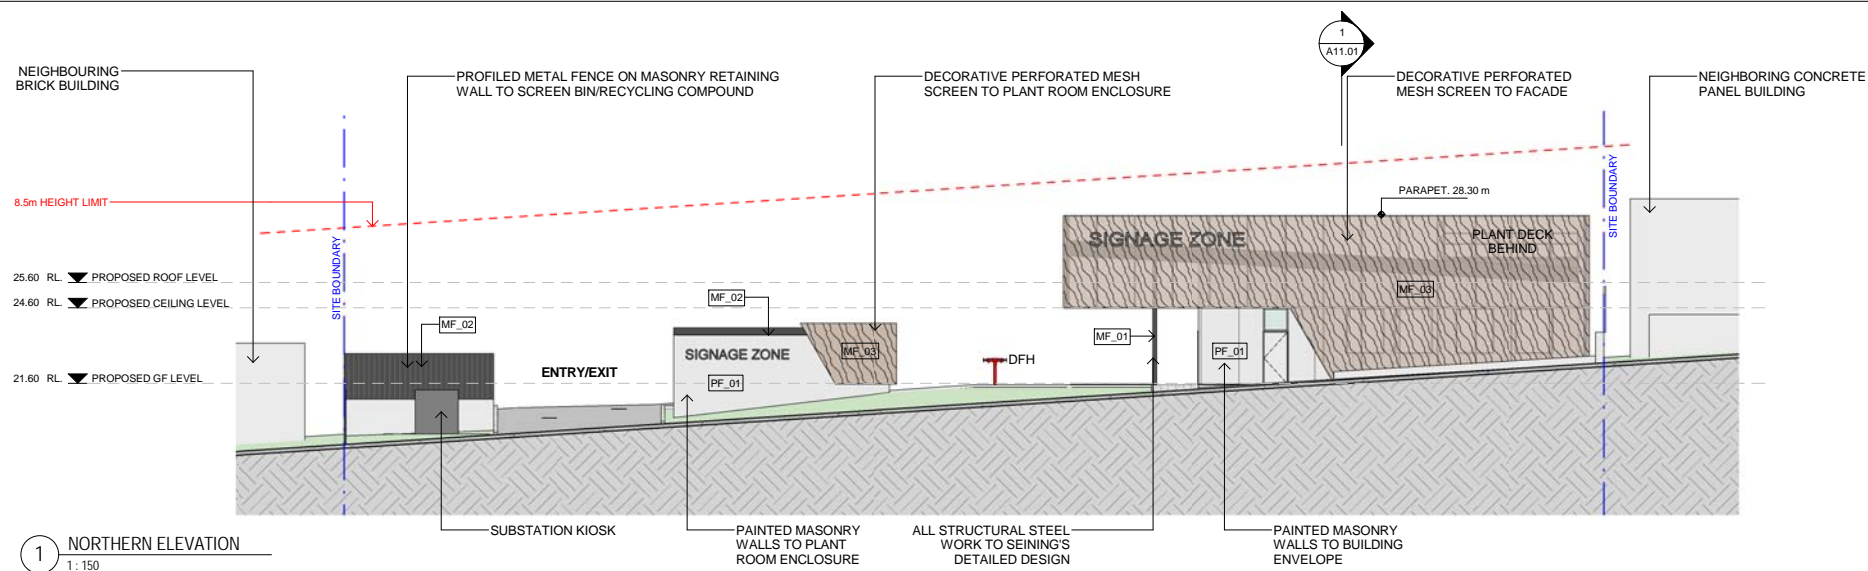 1
A11.01
NEIGHBOURING
BRICK BUILDING
PROFILED METAL FENCE ON MASONRY RETAINING
WALL TO SCREEN BIN/RECYCLING COMPOUND
DECORATIVE PERFORATED MESH
SCREEN TO PLANT ROOM ENCLOSURE
DECORATIVE PERFORATED
MESH SCREEN TO FACADE
NEIGHBORING CONCRETE
PANEL BUILDING
8.5m HEIGHT LIMIT
PARAPET. 28.30 m
SITE BOUNDARY
SITE BOUNDARY
SIGNAGE ZONE
PLANT DECK
BEHIND
25.60 RL. PROPOSED ROOF LEVEL
24.60 RL. PROPOSED CEILING LEVEL
MF_02
MF_03
MF_02
MF_01
SIGNAGE ZONE
MF_03
PF_01
DFH
ENTRY/EXIT
21.60 RL. PROPOSED GF LEVEL
PF_01
SUBSTATION KIOSK
PAINTED MASONRY
WALLS TO PLANT
ROOM ENCLOSURE
ALL STRUCTURAL STEEL
WORK TO SEINING'S
DETAILED DESIGN
PAINTED MASONRY
WALLS TO BUILDING
ENVELOPE
1
NORTHERN ELEVATION
1 : 150